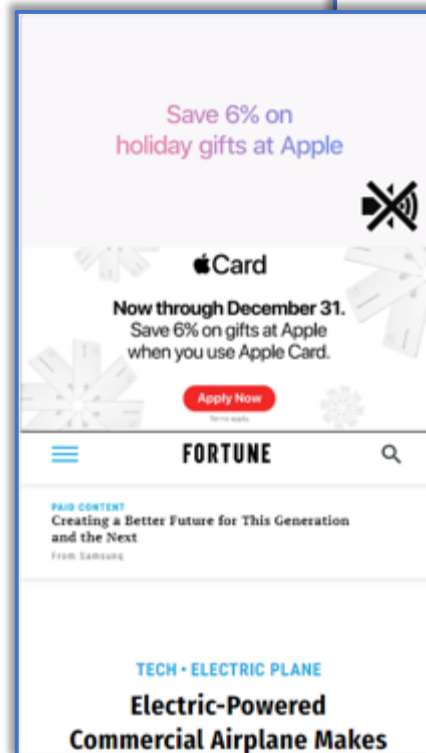 Save 6% on
holiday gifts at Apple
Card
Now through December 31.
Save 6% on gifts at Apple
when you use Apple Card.
Apply Now
Terms apply.
FORTUNE
PAID CONTENT
Creating a Better Future for This Generation
and the Next
From Samsung
TECH • ELECTRIC PLANE
Electric-Powered
Commercial Airplane Makes